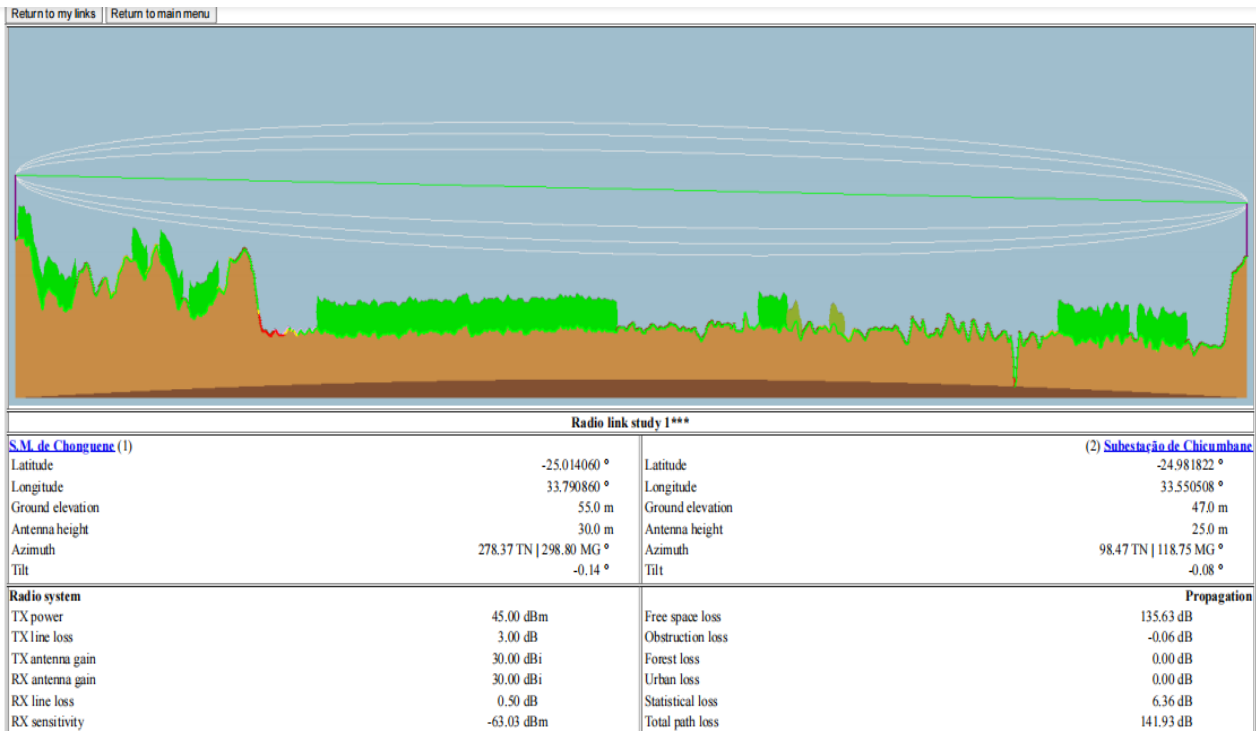 Return to my links Return to main menu
Radio link study 1***
S.M. de Chonguene (1) (2) Subestação de Chicumbane
Latitude -25.014060 ° Latitude -24.981822 °
Longitude 33.790860 ° Longitude 33.550508 °
Ground elevation 55.0 m Ground elevation 47.0 m
Antenna height 30.0 m Antenna height 25.0 m
Azimuth 278.37 TN | 298.80 MG ° Azimuth 98.47 TN | 118.75 MG °
Tilt -0.14 ° Tilt -0.08 °
Radio system Propagation
TX power 45.00 dBm Free space loss 135.63 dB
TX line loss 3.00 dB Obstruction loss -0.06 dB
TX antenna gain 30.00 dBi Forest loss 0.00 dB
RX antenna gain 30.00 dBi Urban loss 0.00 dB
RX line loss 0.50 dB Statistical loss 6.36 dB
RX sensitivity -63.03 dBm Total path loss 141.93 dB